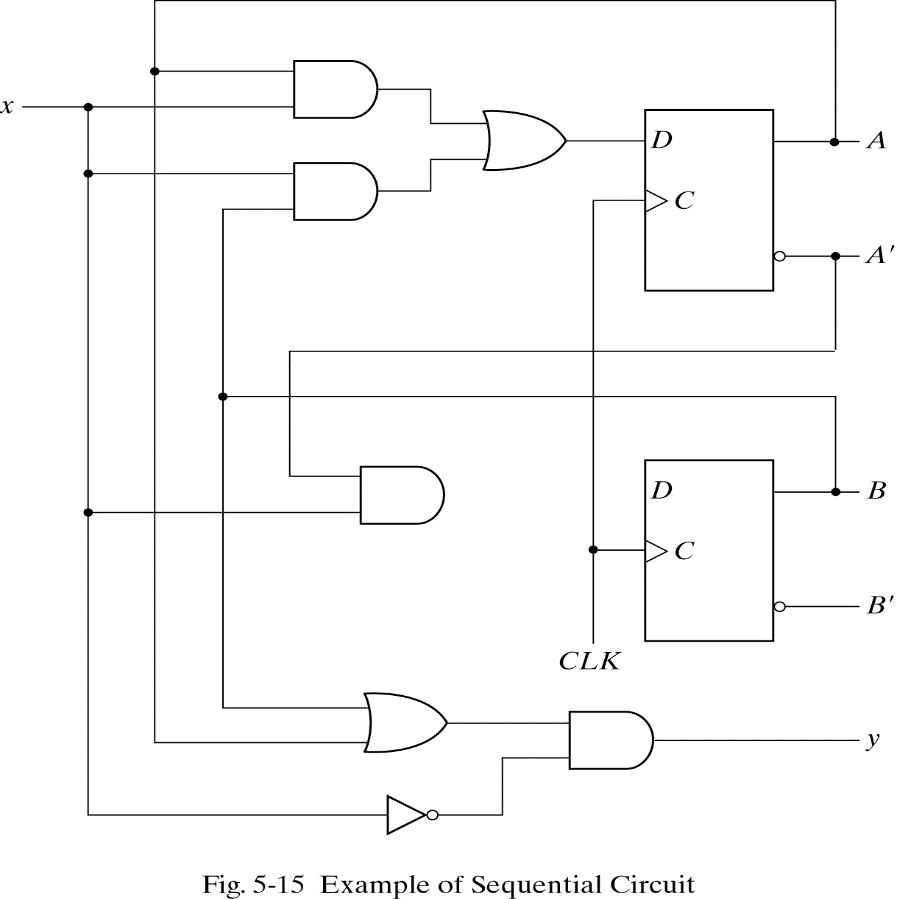 x
D
A
C
A′
D
B
C
B′
CLK
y
Fig. 5-15 Example of Sequential Circuit